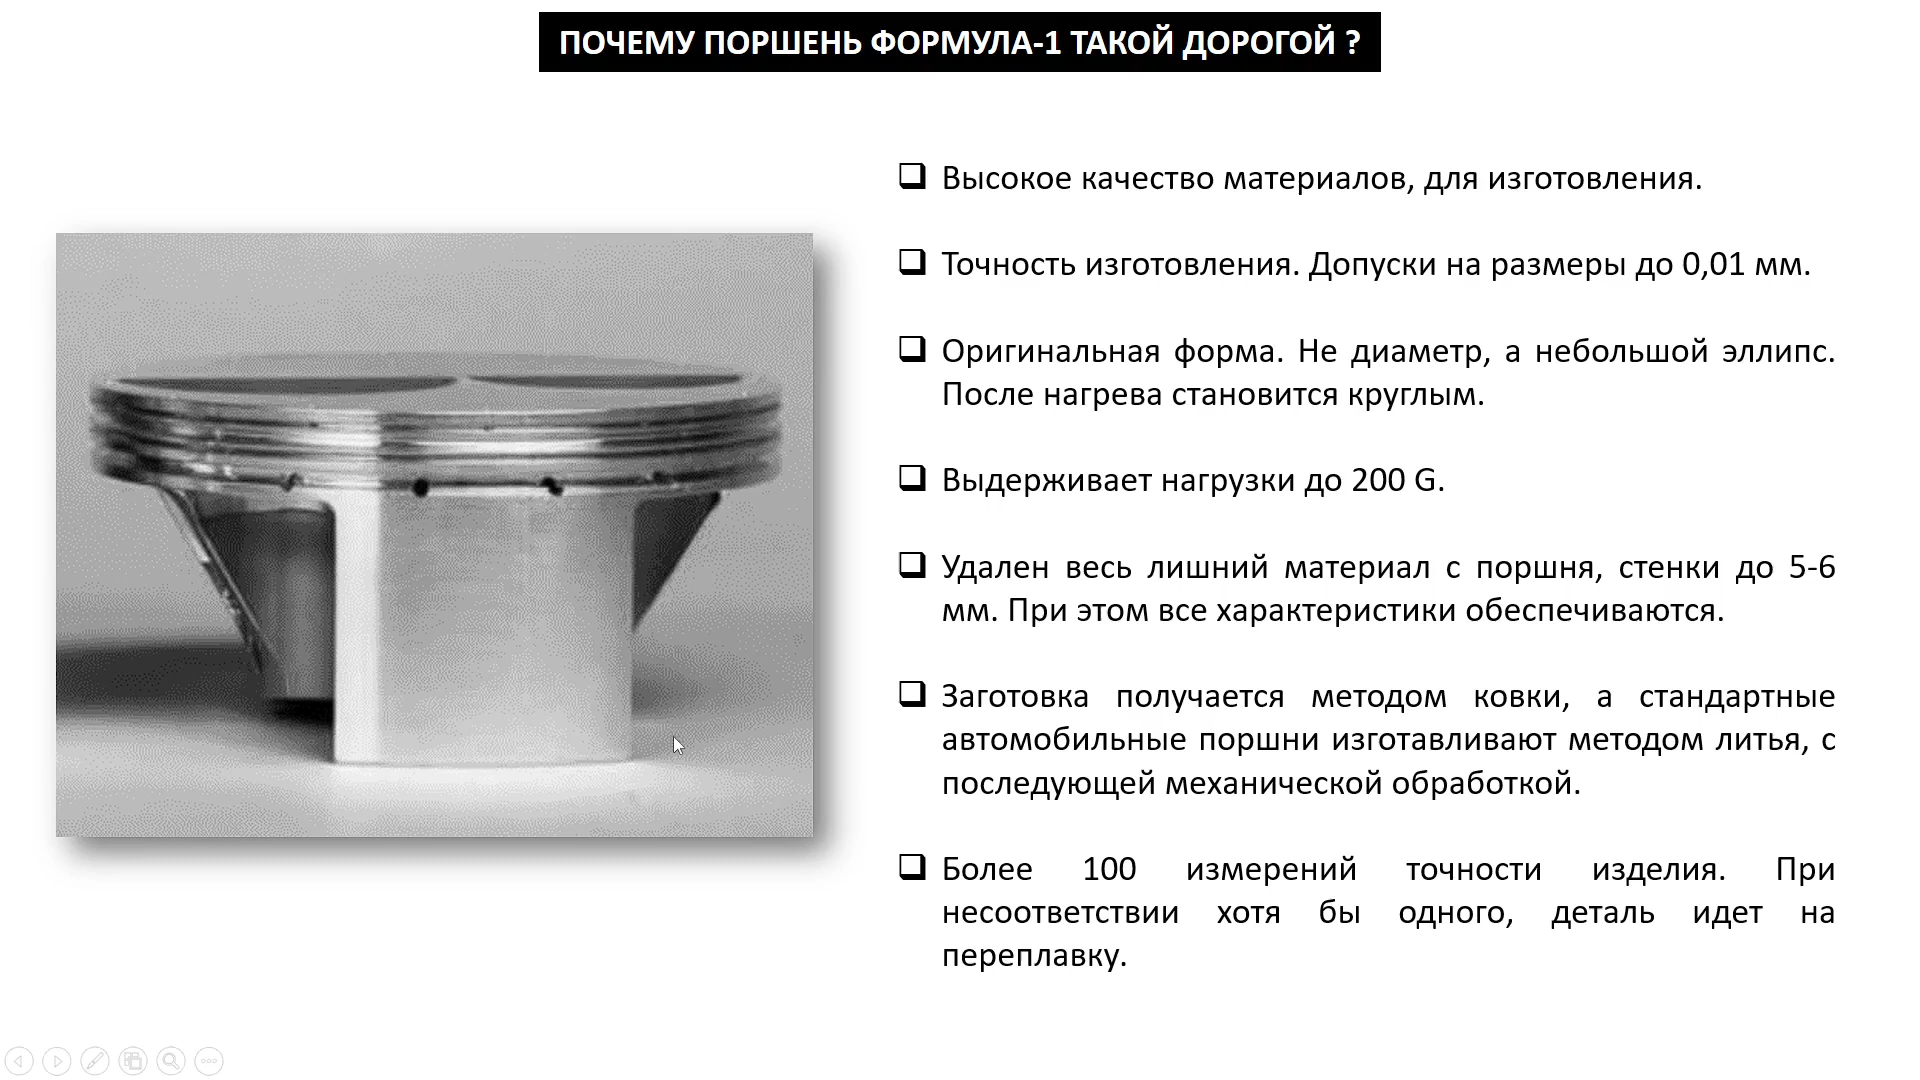 ПОЧЕМУ ПОРШЕНЬ ФОРМУЛА-1 ТАКОЙ ДОРОГОЙ ?
Высокое качество материалов, для изготовления.
Точность изготовления. Допуски на размеры до 0,01 мм.
Оригинальная форма. Не диаметр, а небольшой эллипс.
После нагрева становится круглым.
Выдерживает нагрузки до 200 G.
Удален весь лишний материал с поршня, стенки до 5-6
мм. При этом все характеристики обеспечиваются.
Заготовка получается методом ковки, а стандартные
автомобильные поршни изготавливают методом литья, с
последующей механической обработкой.
Более 100 измерений точности изделия. При
несоответствии хотя бы одного, деталь идет на
переплавку.